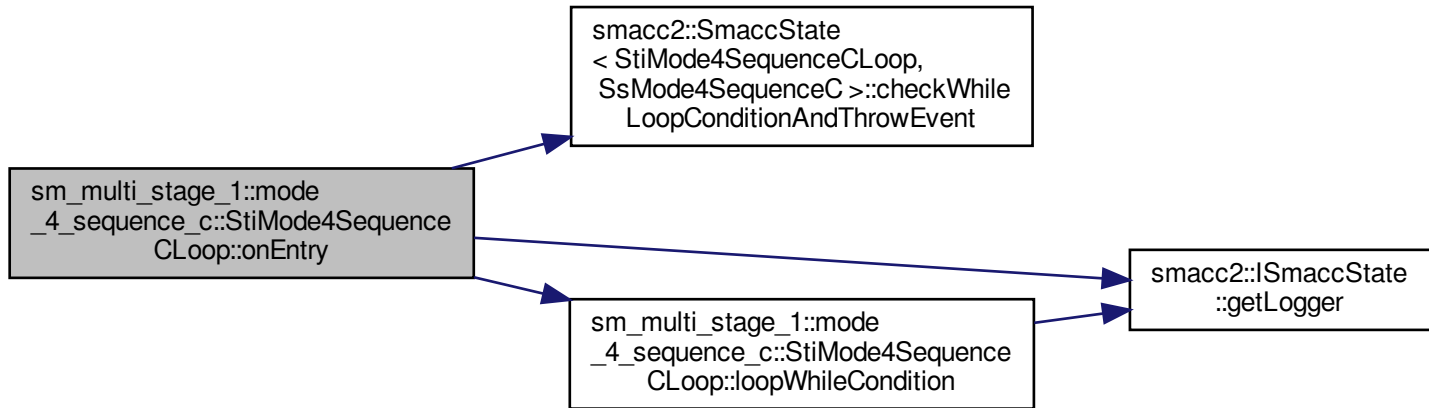 smacc2::SmaccState
< StiMode4SequenceCLoop,
SsMode4SequenceC >::checkWhile
LoopConditionAndThrowEvent
sm_multi_stage_1::mode
_4_sequence_c::StiMode4Sequence
CLoop::onEntry
smacc2::ISmaccState
::getLogger
sm_multi_stage_1::mode
_4_sequence_c::StiMode4Sequence
CLoop::loopWhileCondition